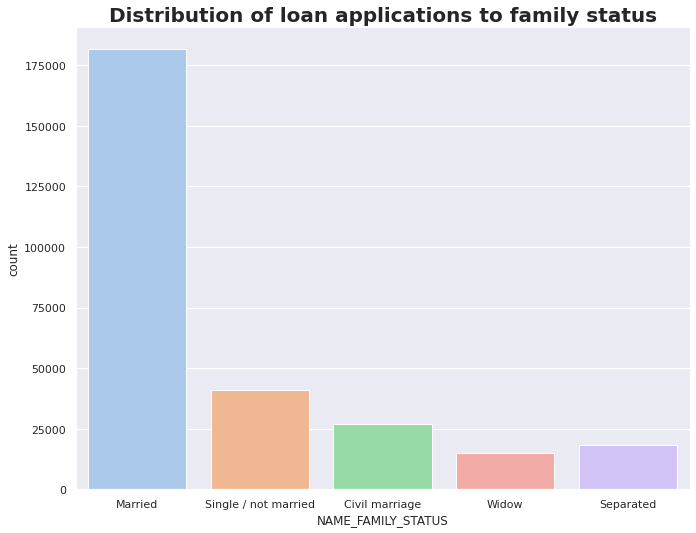 Distribution of loan applications to family status
175000
150000
125000
100000
75000
50000
25000
0
count
Married
Single / not married
Civil marriage
Widow
Separated
NAME_FAMILY_STATUS